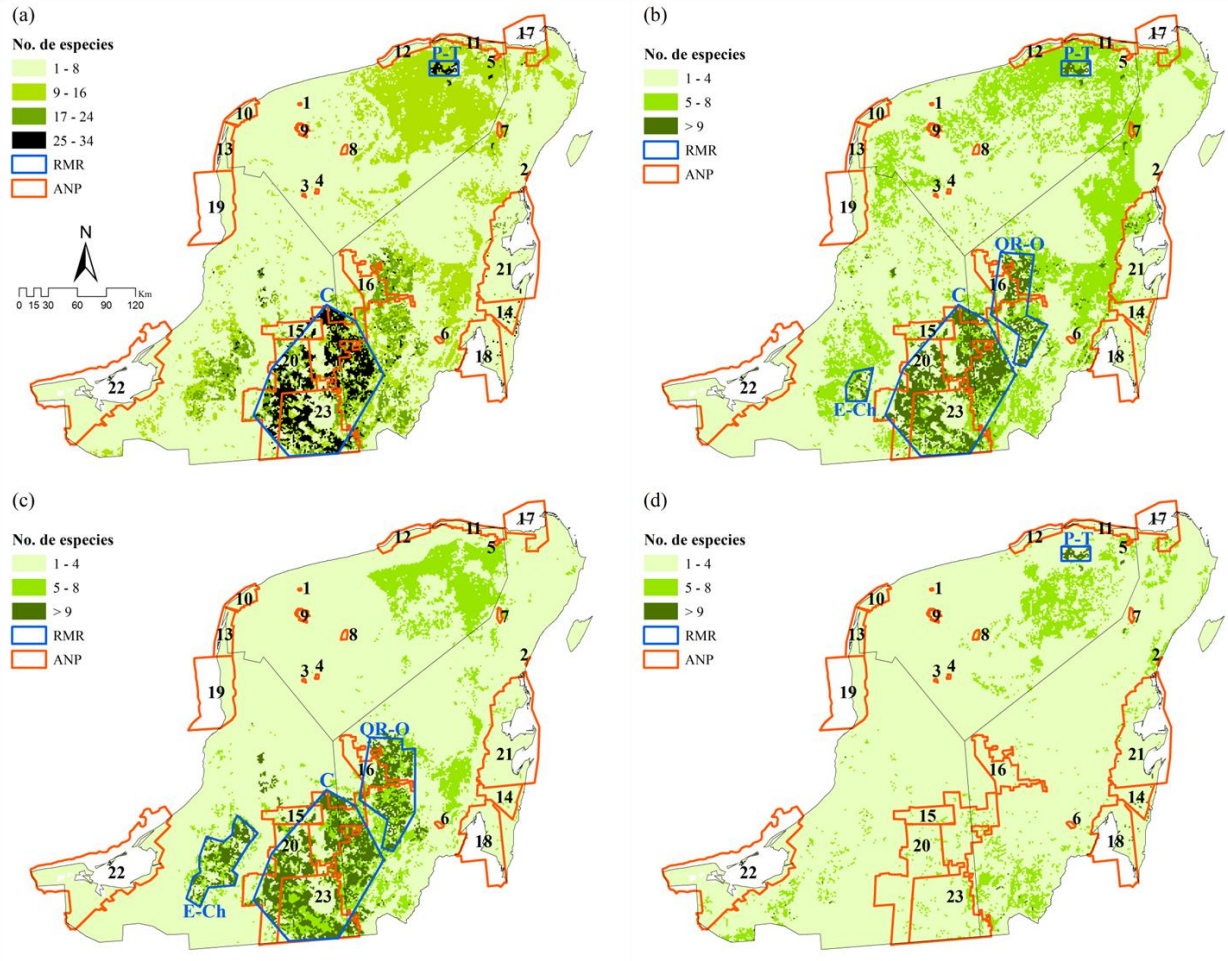 (a)
No. de especies
1 - 8
9 - 16
17 - 24
25 - 34
RMR
ANP
N
0 15 30 60 90 120 Km
12
11
17
P-T
5
10
1
9
7
13
8
2
3
4
19
16
21
C
14
15
6
18
20
22
23
(b)
No. de especies
1 - 4
5 - 8
> 9
RMR
ANP
12
11
17
P-T
5
10
1
9
7
13
8
2
3
4
19
QR-O
16
21
C
14
15
6
18
20
22
E-Ch
23
(c)
No. de especies
1 - 4
5 - 8
> 9
RMR
ANP
12
11
17
5
10
1
9
7
13
8
2
3
4
19
QR-O
16
21
C
14
15
6
18
20
22
23
E-Ch
(d)
No. de especies
1 - 4
5 - 8
> 9
RMR
ANP
12
11
17
P-T
5
10
1
9
7
13
8
2
3
4
19
16
21
14
15
6
18
20
22
23